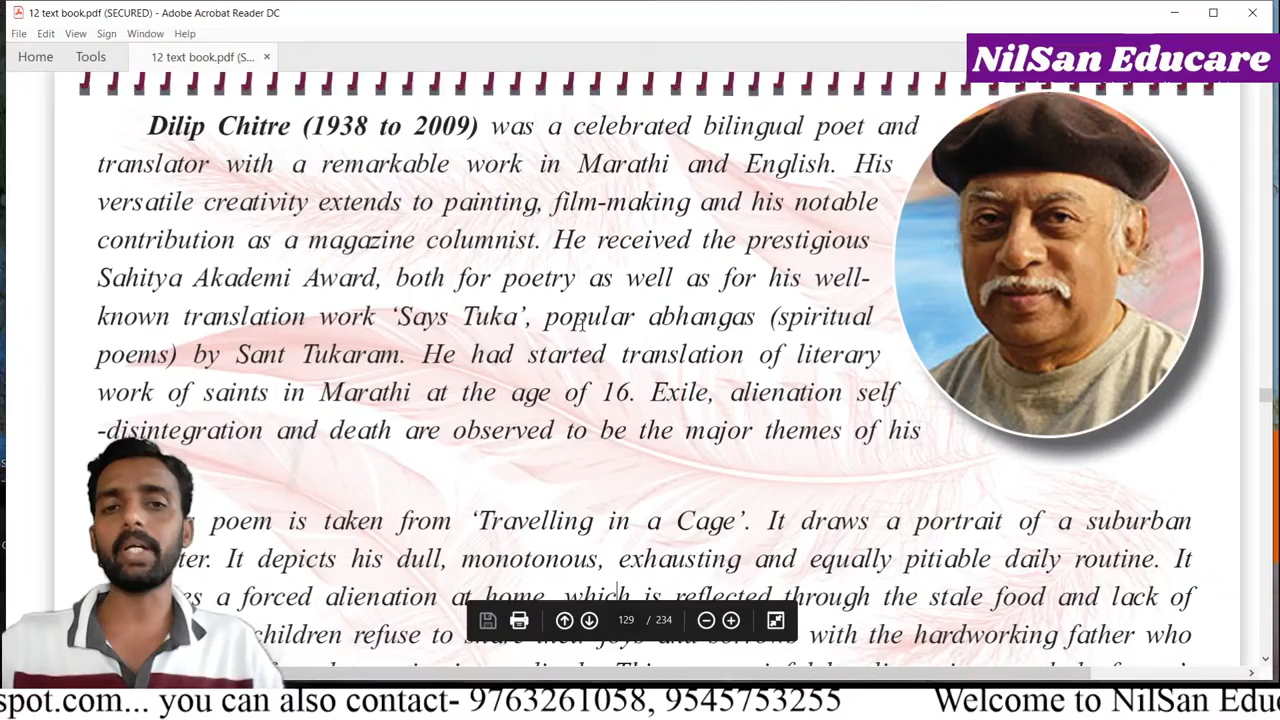 12 text book.pdf (SECURED) - Adobe Acrobat Reader DC
File Edit View Sign Window Help
Home Tools 12 text book.pdf (S... ×
NilSan Educare
Dilip Chitre (1938 to 2009) was a celebrated bilingual poet and
translator with a remarkable work in Marathi and English. His
versatile creativity extends to painting, film-making and his notable
contribution as a magazine columnist. He received the prestigious
Sahitya Akademi Award, both for poetry as well as for his well-
known translation work ‘Says Tuka’, popular abhangas (spiritual
poems) by Sant Tukaram. He had started translation of literary
work of saints in Marathi at the age of 16. Exile, alienation self
-disintegration and death are observed to be the major themes of his
poem is taken from ‘Travelling in a Cage’. It draws a portrait of a suburban
It depicts his dull, monotonous, exhausting and equally pitiable daily routine. It
a forced alienation at home, which is reflected through the stale food and lack of
children refuse to share their joys and sorrows with the hardworking father who
129 / 234
spot.com... you can also contact- 9763261058, 9545753255 Welcome to NilSan Edu